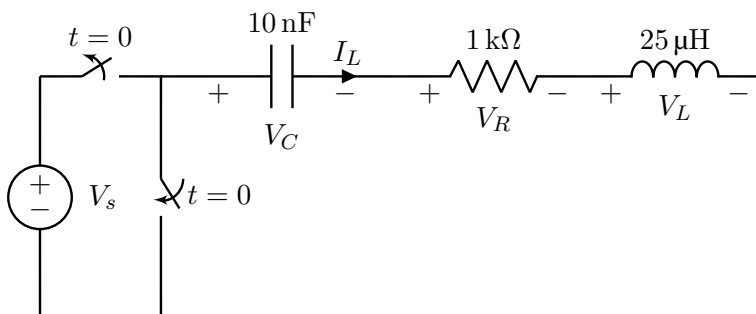 10 nF 1 kΩ 25 μH
t = 0 I_L
+ − + − + −
V_C V_R V_L
+
− V_s t = 0